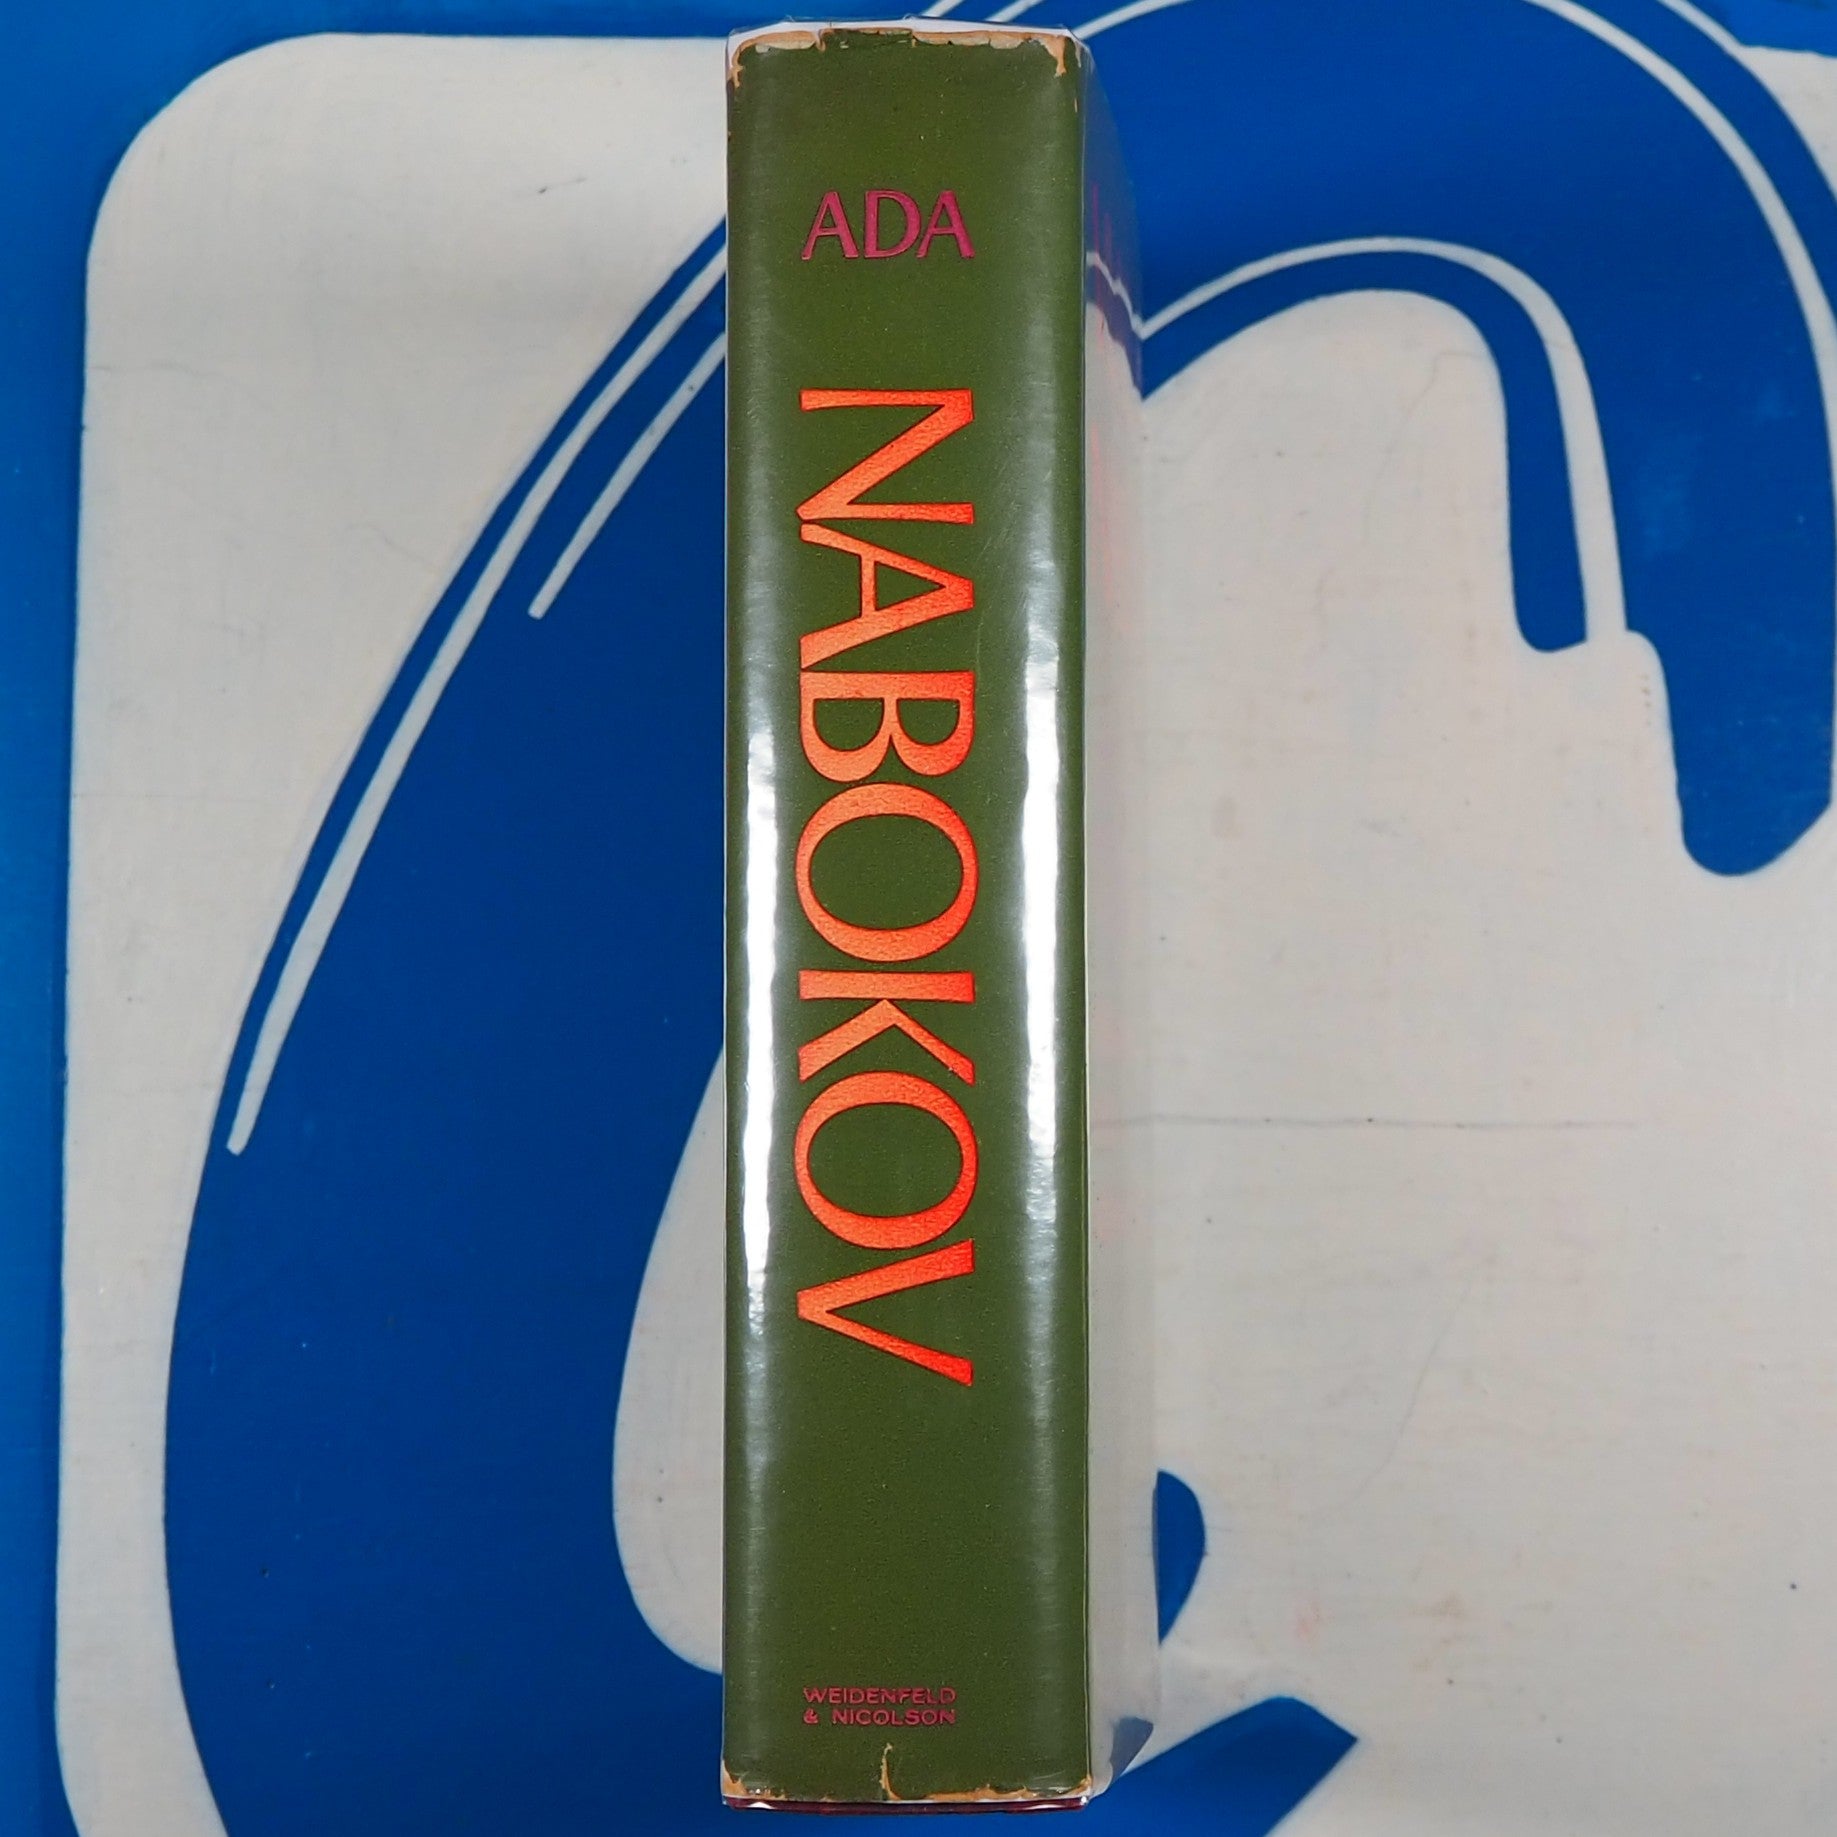 ADA
NABOKOV
WEIDENFELD
& NICOLSON